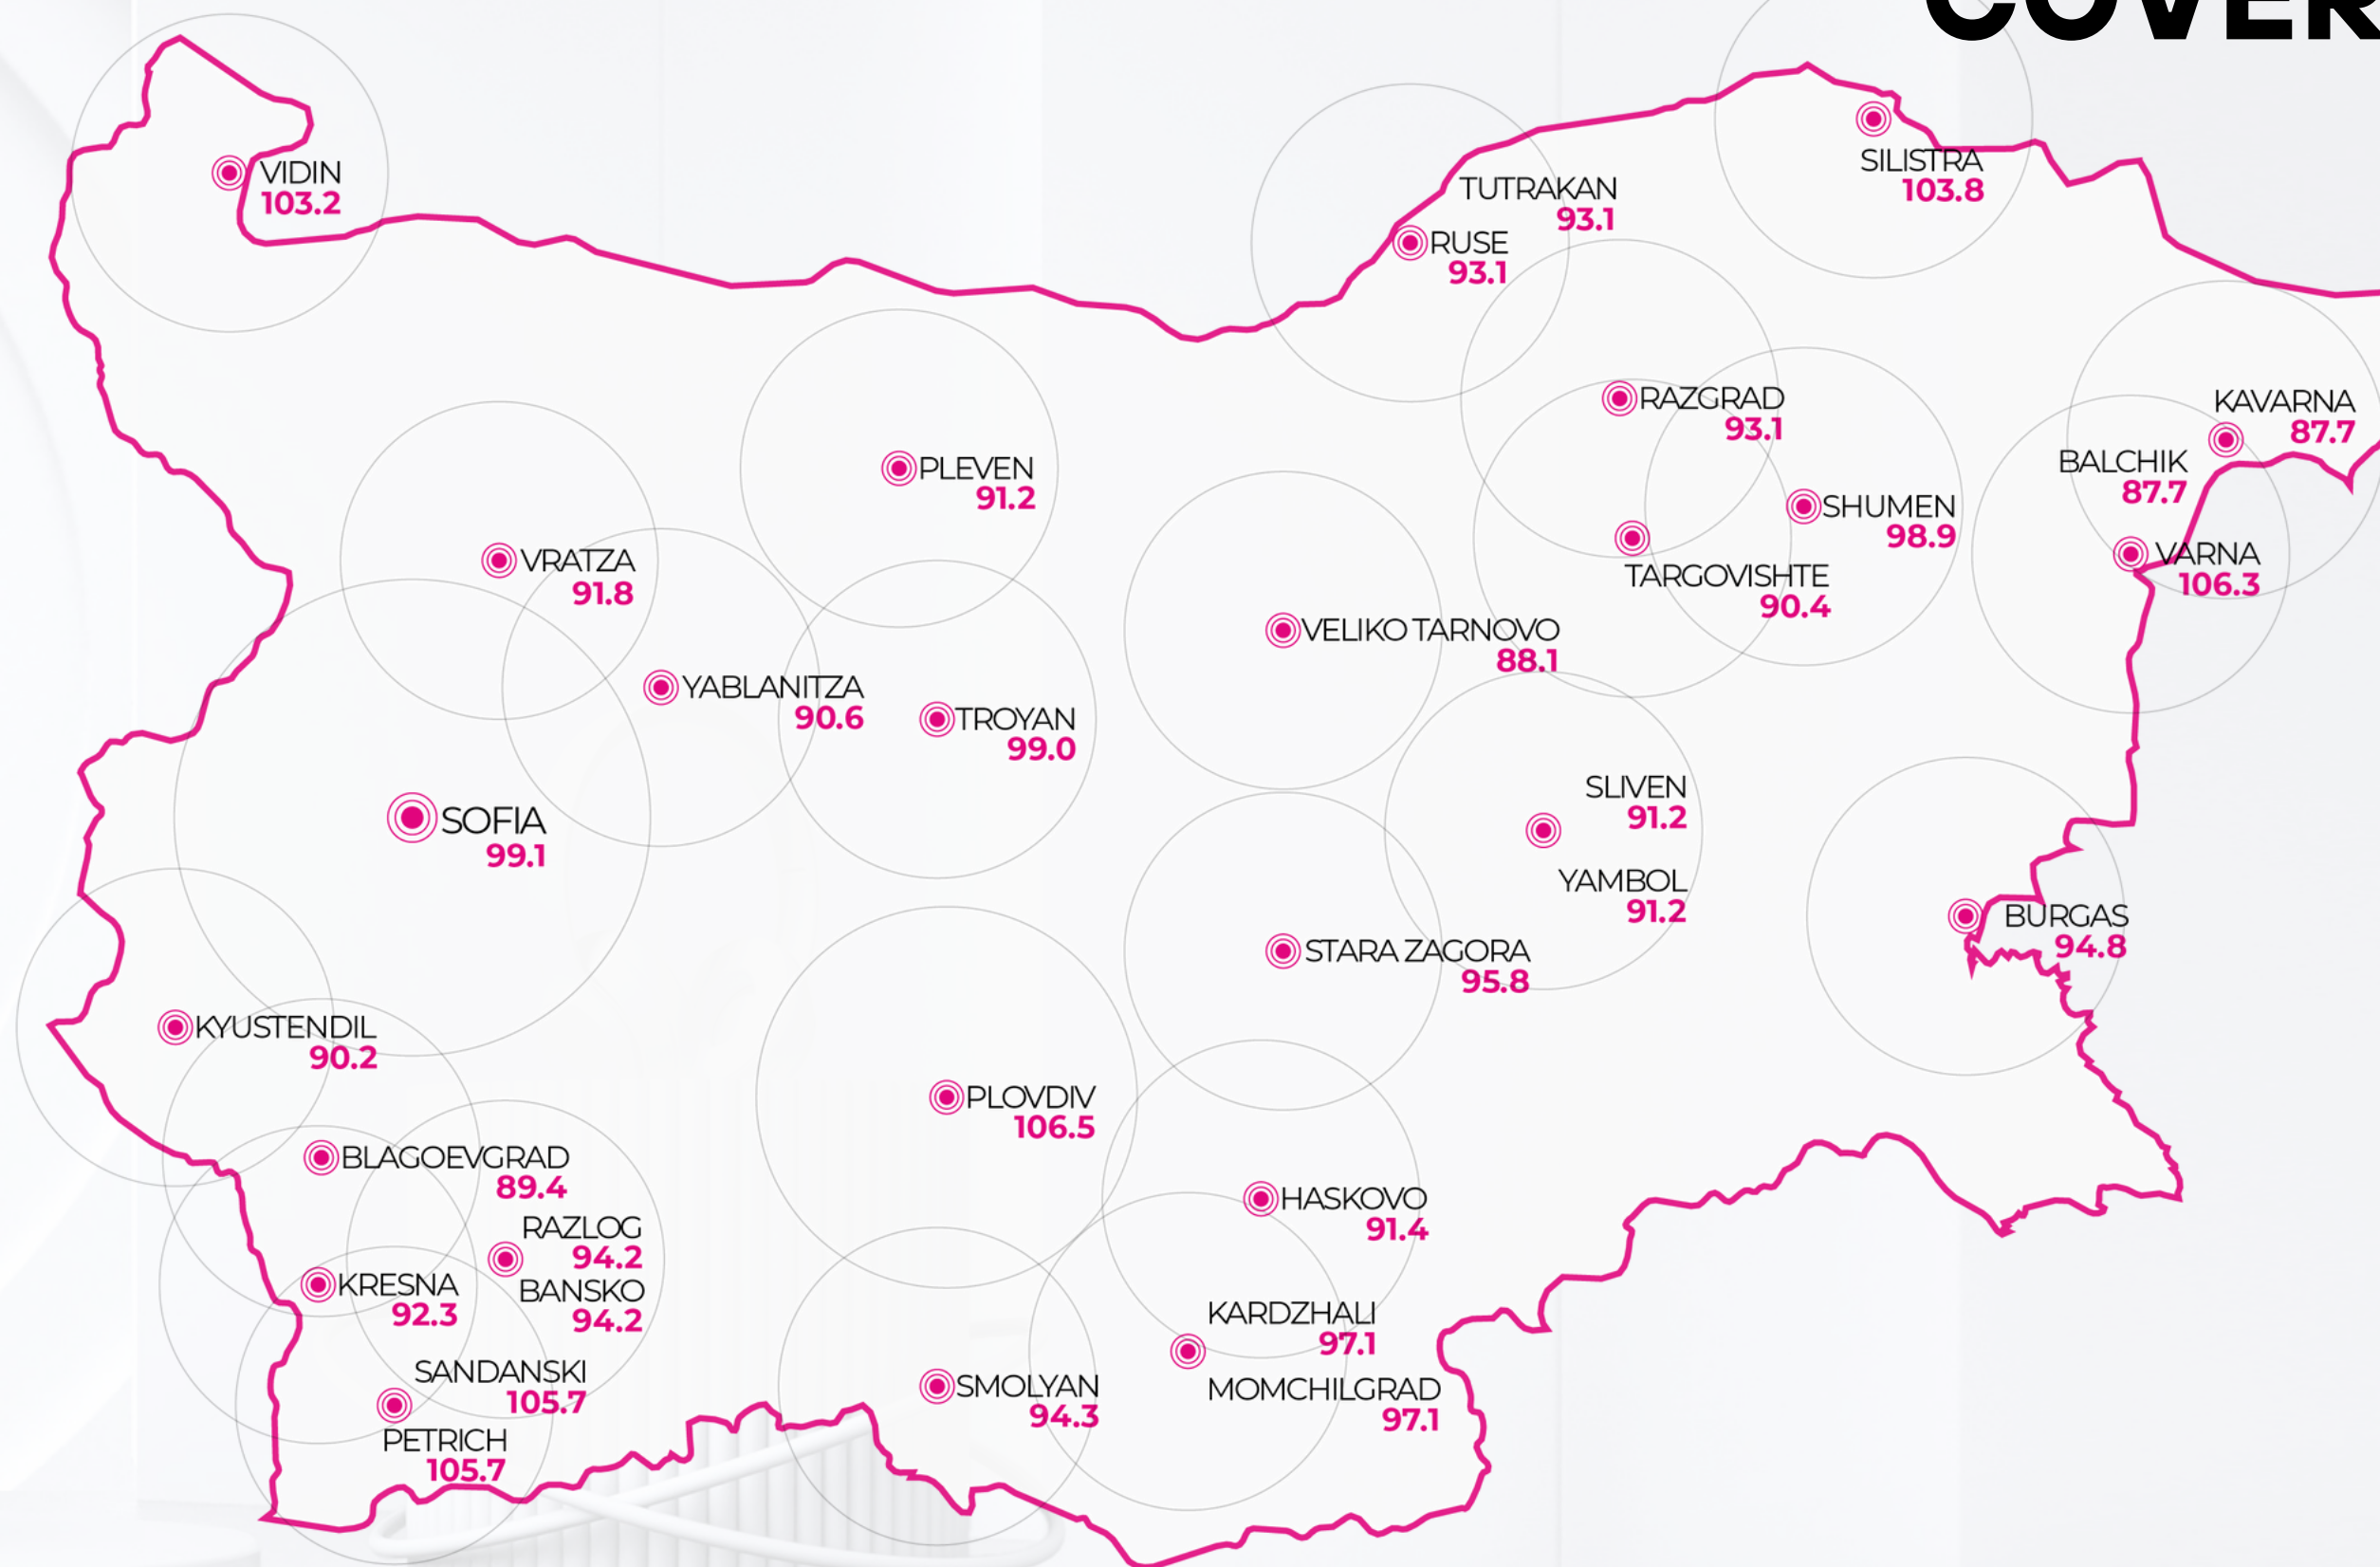 COVER
VIDIN
103.2
SILISTRA
103.8
TUTRAKAN
93.1
RUSE
93.1
RAZGRAD
93.1
KAVARNA
87.7
BALCHIK
87.7
PLEVEN
91.2
SHUMEN
98.9
VRATZA
91.8
VARNA
106.3
TARGOVISHTE
90.4
VELIKO TARNOVO
88.1
YABLANITZA
90.6
TROYAN
99.0
SLIVEN
91.2
SOFIA
99.1
YAMBOL
91.2
BURGAS
94.8
STARA ZAGORA
95.8
KYUSTENDIL
90.2
PLOVDIV
106.5
BLAGOEVGRAD
89.4
HASKOVO
91.4
RAZLOG
94.2
BANSKO
94.2
KRESNA
92.3
KARDZHALI
97.1
SANDANSKI
105.7
SMOLYAN
94.3
MOMCHILGRAD
97.1
PETRICH
105.7